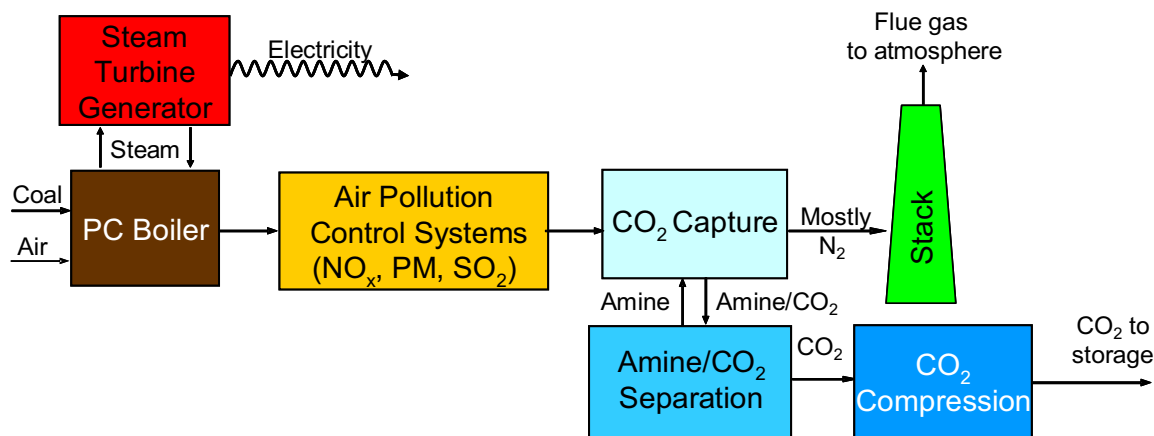 Steam
Turbine
Generator
Electricity
Flue gas
to atmosphere
Steam
Coal
Air
PC Boiler
Air Pollution
Control Systems
(NOₓ, PM, SO₂)
CO₂ Capture
Mostly
N₂
Stack
Amine
Amine/CO₂
Amine/CO₂
Separation
CO₂
CO₂
Compression
CO₂ to
storage